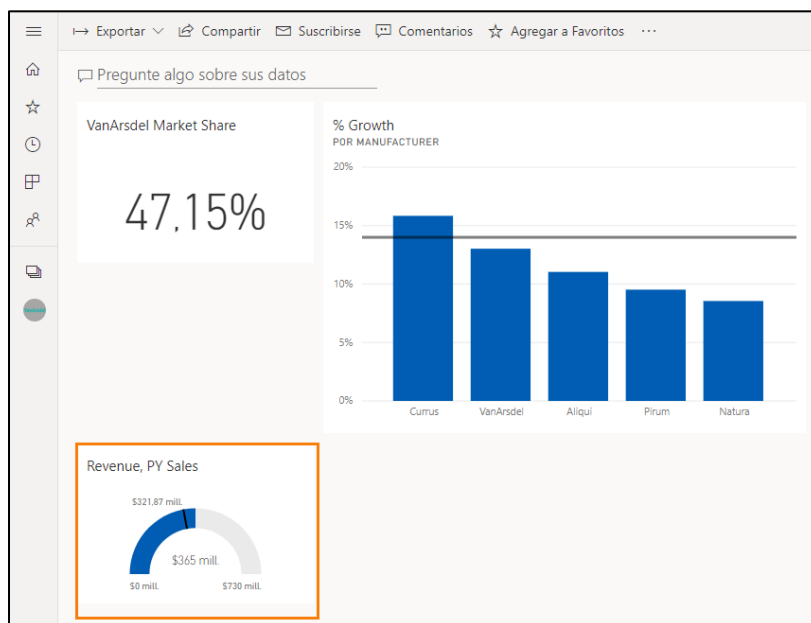 Exportar Compartir Suscribirse Comentarios Agregar a Favoritos ...
Pregunte algo sobre sus datos
VanArsdel Market Share
47,15%
% Growth
POR MANUFACTURER
20%
15%
10%
5%
0%
Currus VanArsdel Aliqui Pirum Natura
Revenue, PY Sales
$321,87 mill.
$365 mill.
$0 mill. $730 mill.